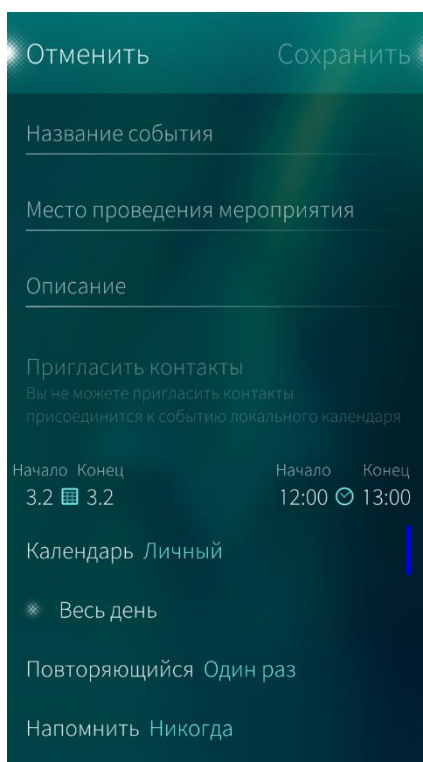 Отменить Сохранить
Название события
Место проведения мероприятия
Описание
Пригласить контакты
Вы не можете пригласить контакты
присоединится к событию локального календаря
Начало Конец Начало Конец
3.2 3.2 12:00 13:00
Календарь Личный
Весь день
Повторяющийся Один раз
Напомнить Никогда